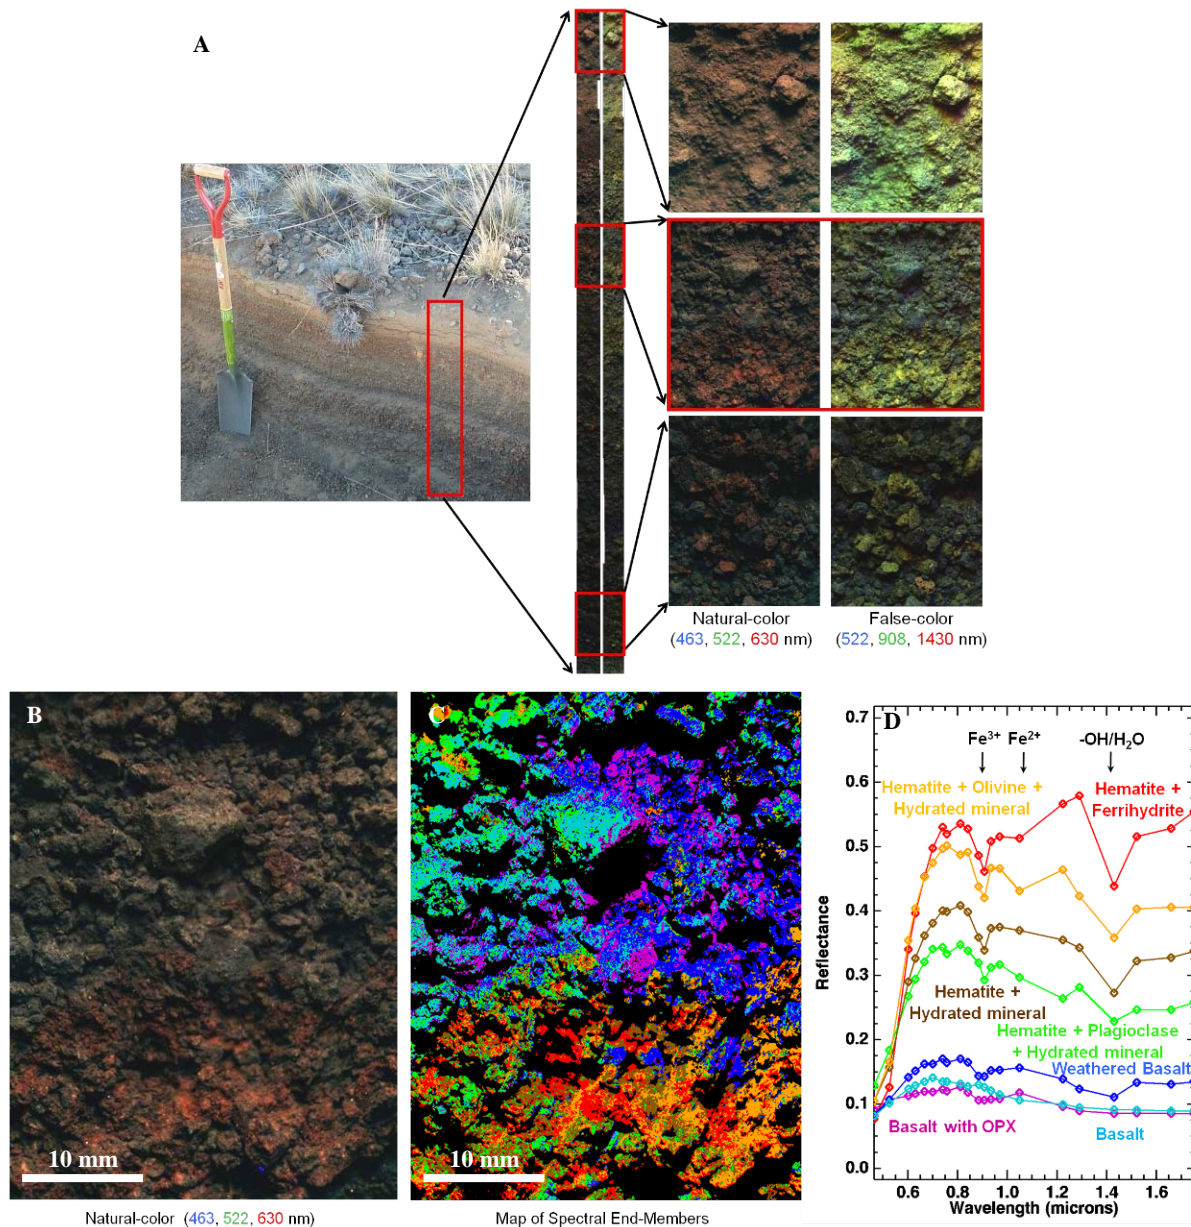 A
Natural-color
(463, 522, 630 nm)
False-color
(522, 908, 1430 nm)
B
10 mm
Natural-color (463, 522, 630 nm)
C
10 mm
Map of Spectral End-Members
D
0.7
0.6
0.5
0.4
0.3
0.2
0.1
0.0
Reflectance
Fe³⁺
Fe²⁺
-OH/H₂O
Hematite + Olivine +
Hydrated mineral
Hematite +
Ferrihydrite
Hematite +
Hydrated mineral
Hematite + Plagioclase
+ Hydrated mineral
Weathered Basalt
Basalt with OPX
Basalt
0.6
0.8
1.0
1.2
1.4
1.6
Wavelength (microns)